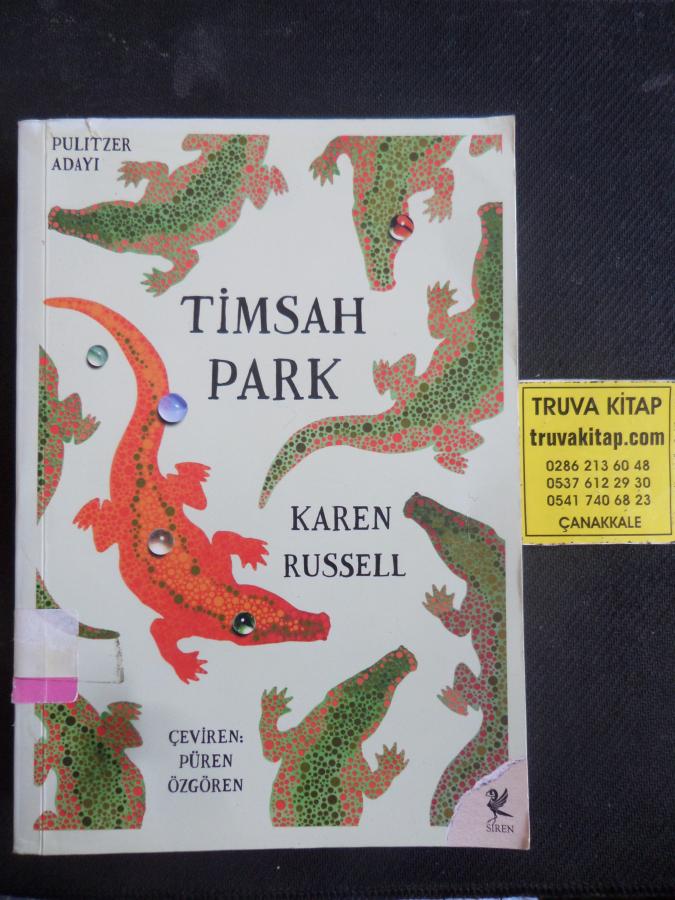 PULITZER
ADAYI
TİMSAH
PARK
KAREN
RUSSELL
ÇEVİREN:
PÜREN
ÖZGÖREN
SİREN
TRUVA KİTAP
truvakitap.com
0286 213 60 48
0537 612 29 30
0541 740 68 23
ÇANAKKALE